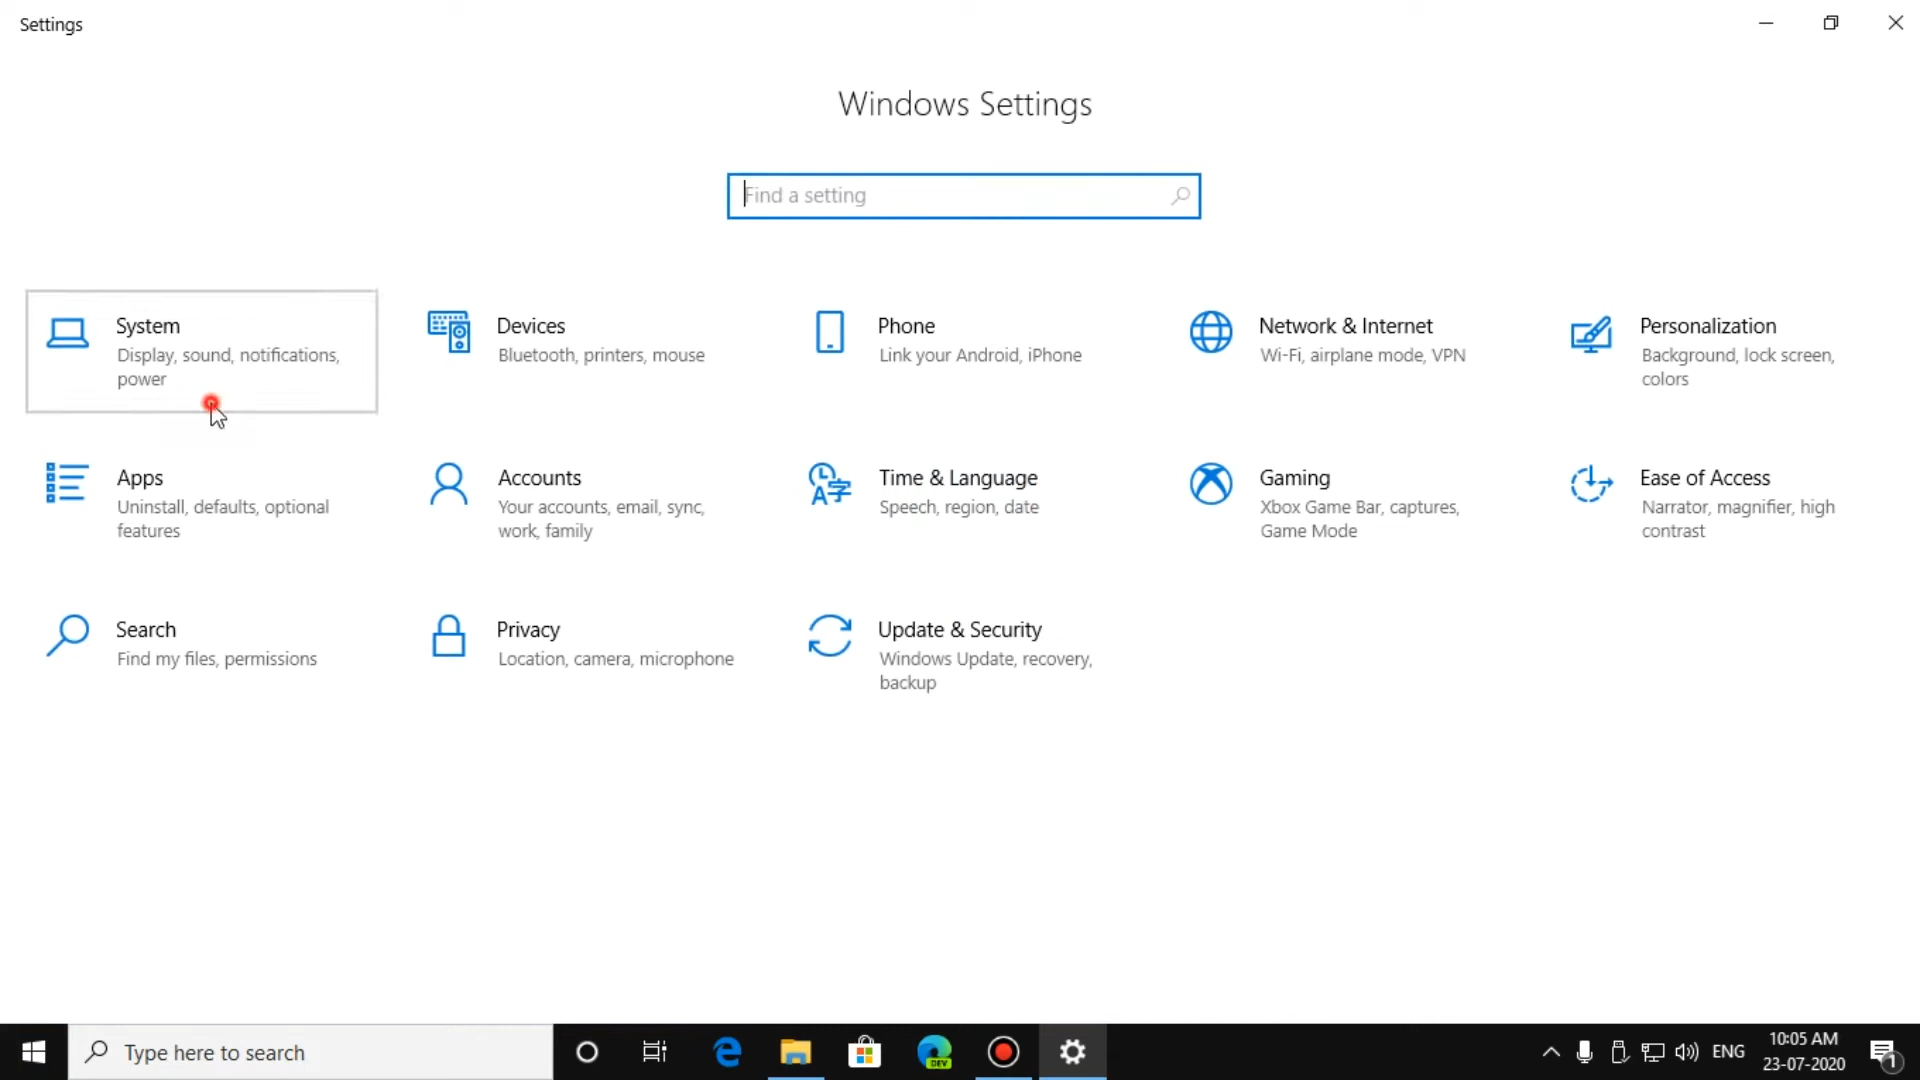 Settings
Windows Settings
Find a setting
System
Display, sound, notifications,
power
Devices
Bluetooth, printers, mouse
Phone
Link your Android, iPhone
Network & Internet
Wi-Fi, airplane mode, VPN
Personalization
Background, lock screen,
colors
Apps
Uninstall, defaults, optional
features
Accounts
Your accounts, email, sync,
work, family
Time & Language
Speech, region, date
Gaming
Xbox Game Bar, captures,
Game Mode
Ease of Access
Narrator, magnifier, high
contrast
Search
Find my files, permissions
Privacy
Location, camera, microphone
Update & Security
Windows Update, recovery,
backup
Type here to search
DEV
ENG
10:05 AM
23-07-2020
1